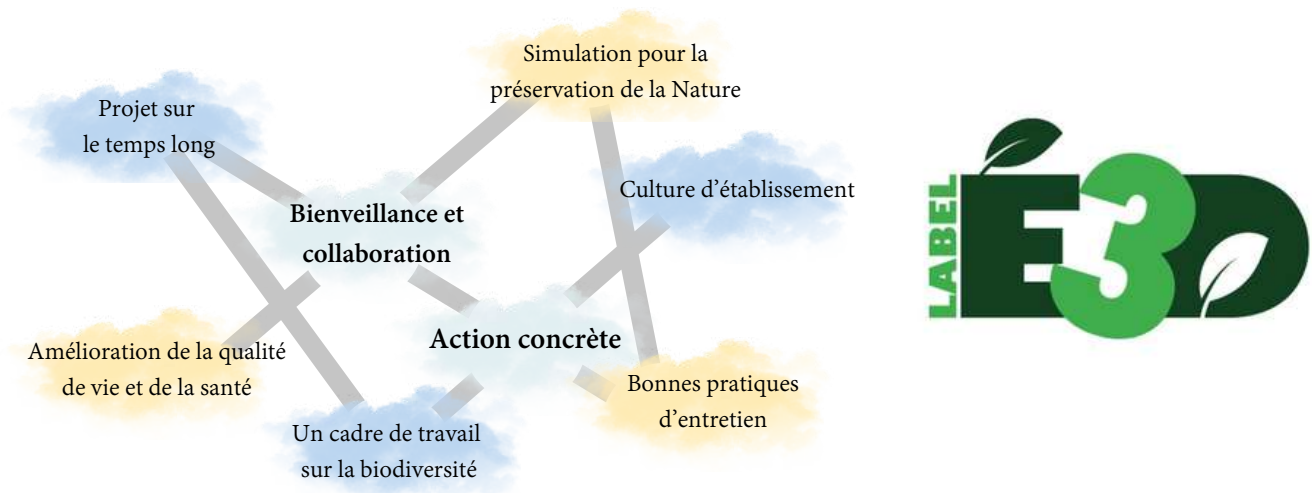 Simulation pour la
préservation de la Nature
Projet sur
le temps long
Culture d'établissement
Bienveillance et
collaboration
Action concrète
Amélioration de la qualité
de vie et de la santé
Bonnes pratiques
d'entretien
Un cadre de travail
sur la biodiversité
LABEL
E3D